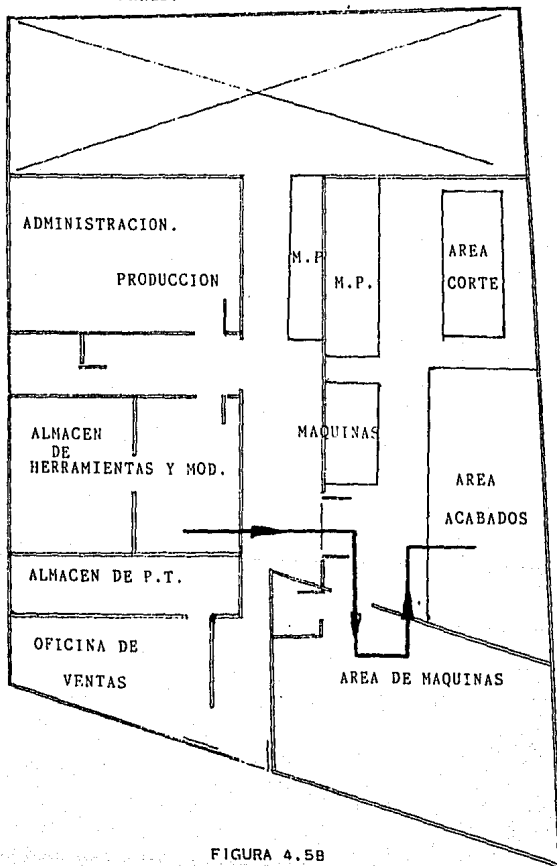 ADMINISTRACION.
PRODUCCION
M.P
M.P.
AREA
CORTE
ALMACEN
DE
HERRAMIENTAS Y MOD.
MAQUINAS
AREA
ACABADOS
ALMACEN DE P.T.
OFICINA DE
VENTAS
AREA DE MAQUINAS
FIGURA 4.5B